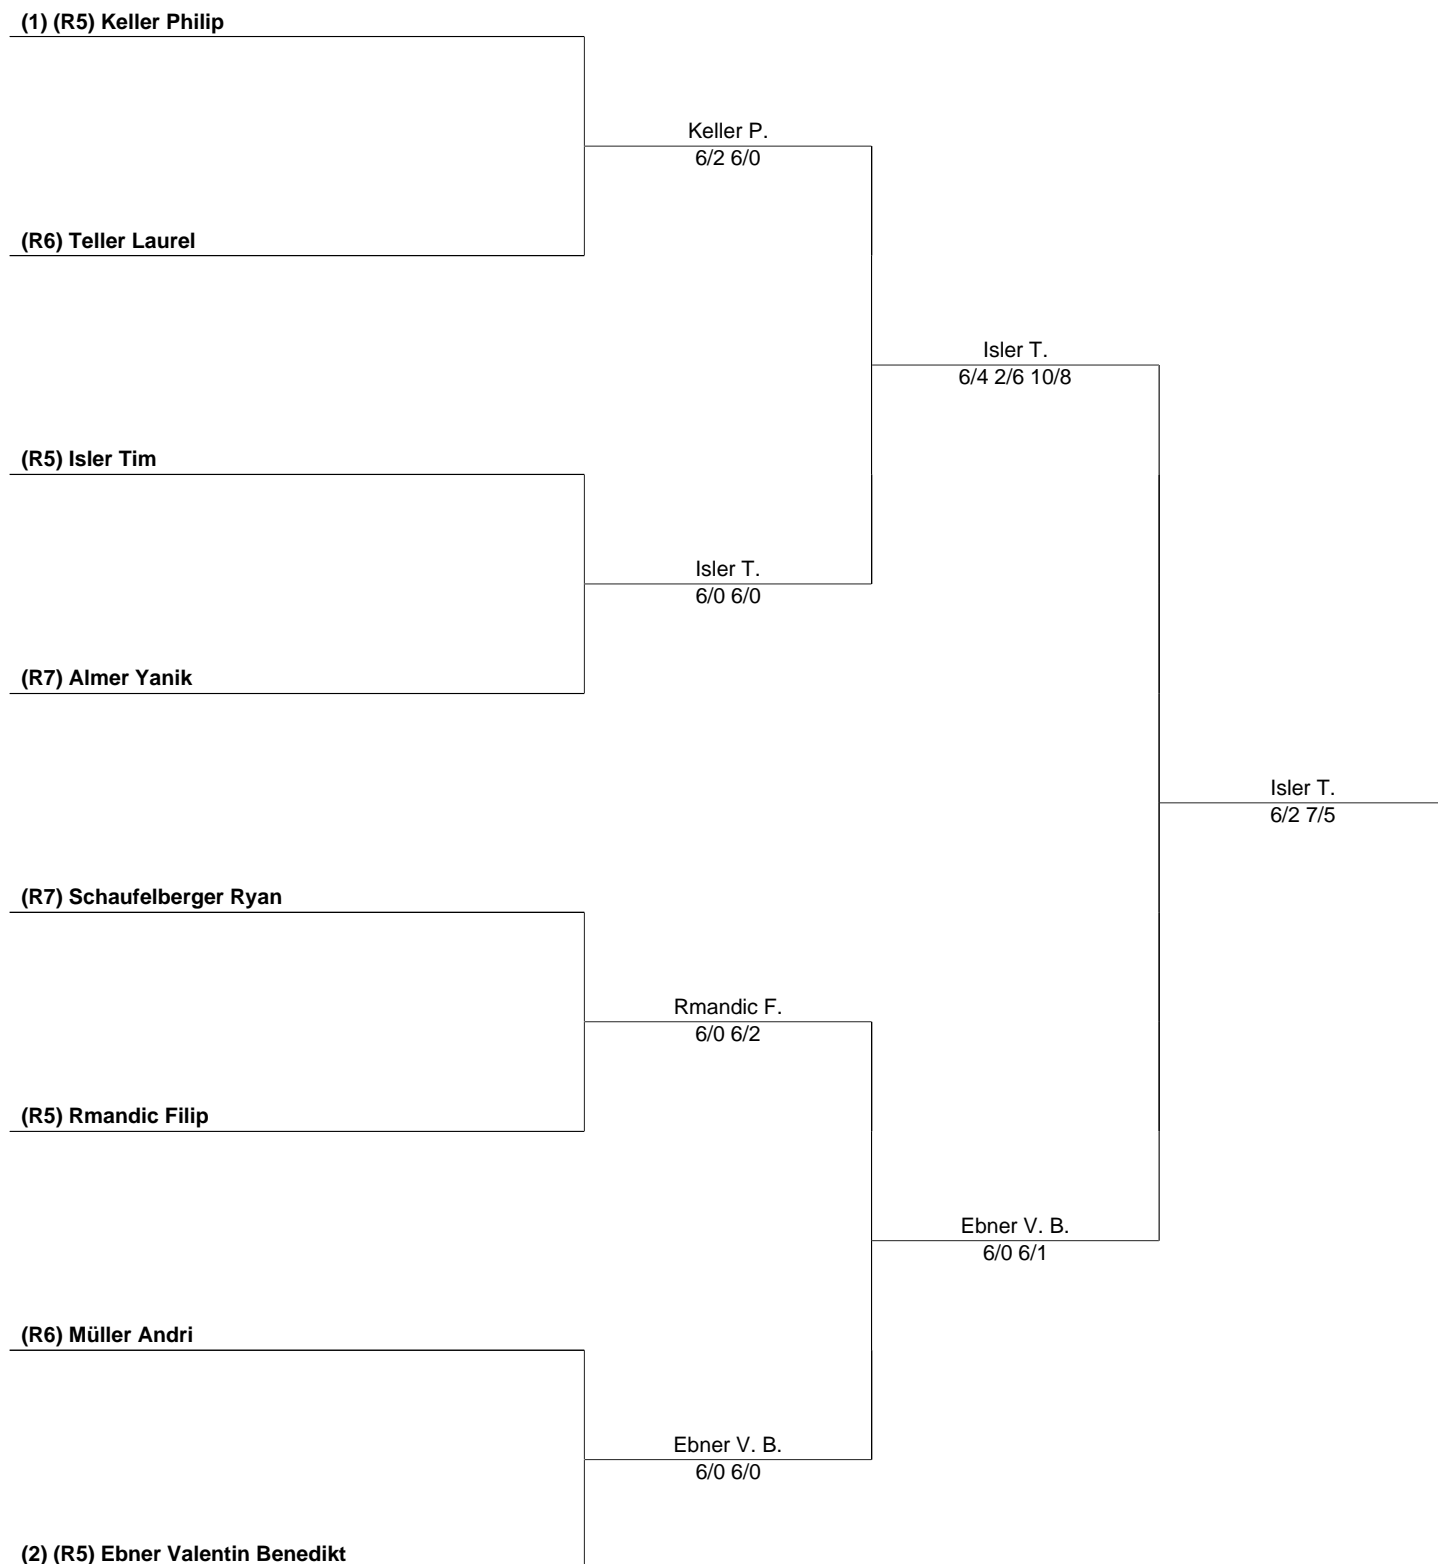 (1) (R5) Keller Philip
Keller P.
6/2 6/0
(R6) Teller Laurel
Isler T.
6/4 2/6 10/8
(R5) Isler Tim
Isler T.
6/0 6/0
(R7) Almer Yanik
Isler T.
6/2 7/5
(R7) Schaufelberger Ryan
Rmandic F.
6/0 6/2
(R5) Rmandic Filip
Ebner V. B.
6/0 6/1
(R6) Müller Andri
Ebner V. B.
6/0 6/0
(2) (R5) Ebner Valentin Benedikt